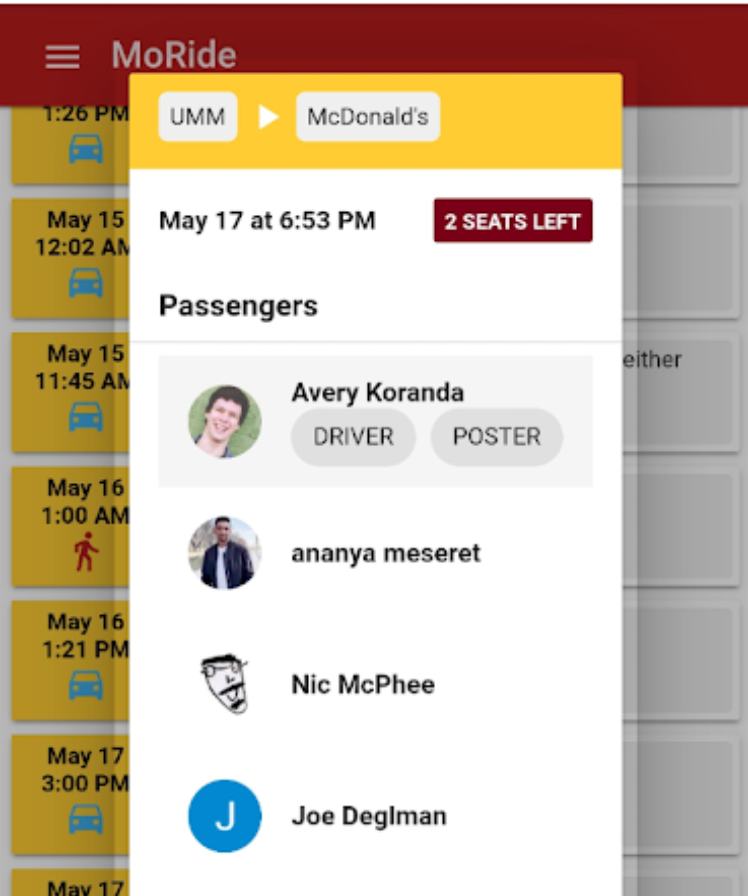 MoRide
UMM
McDonald's
May 17 at 6:53 PM
2 SEATS LEFT
Passengers
Avery Koranda
DRIVER
POSTER
ananya meseret
Nic McPhee
J
Joe Deglman
1:26 PM
May 15
12:02 AM
May 15
11:45 AM
either
May 16
1:00 AM
May 16
1:21 PM
May 17
3:00 PM
May 17